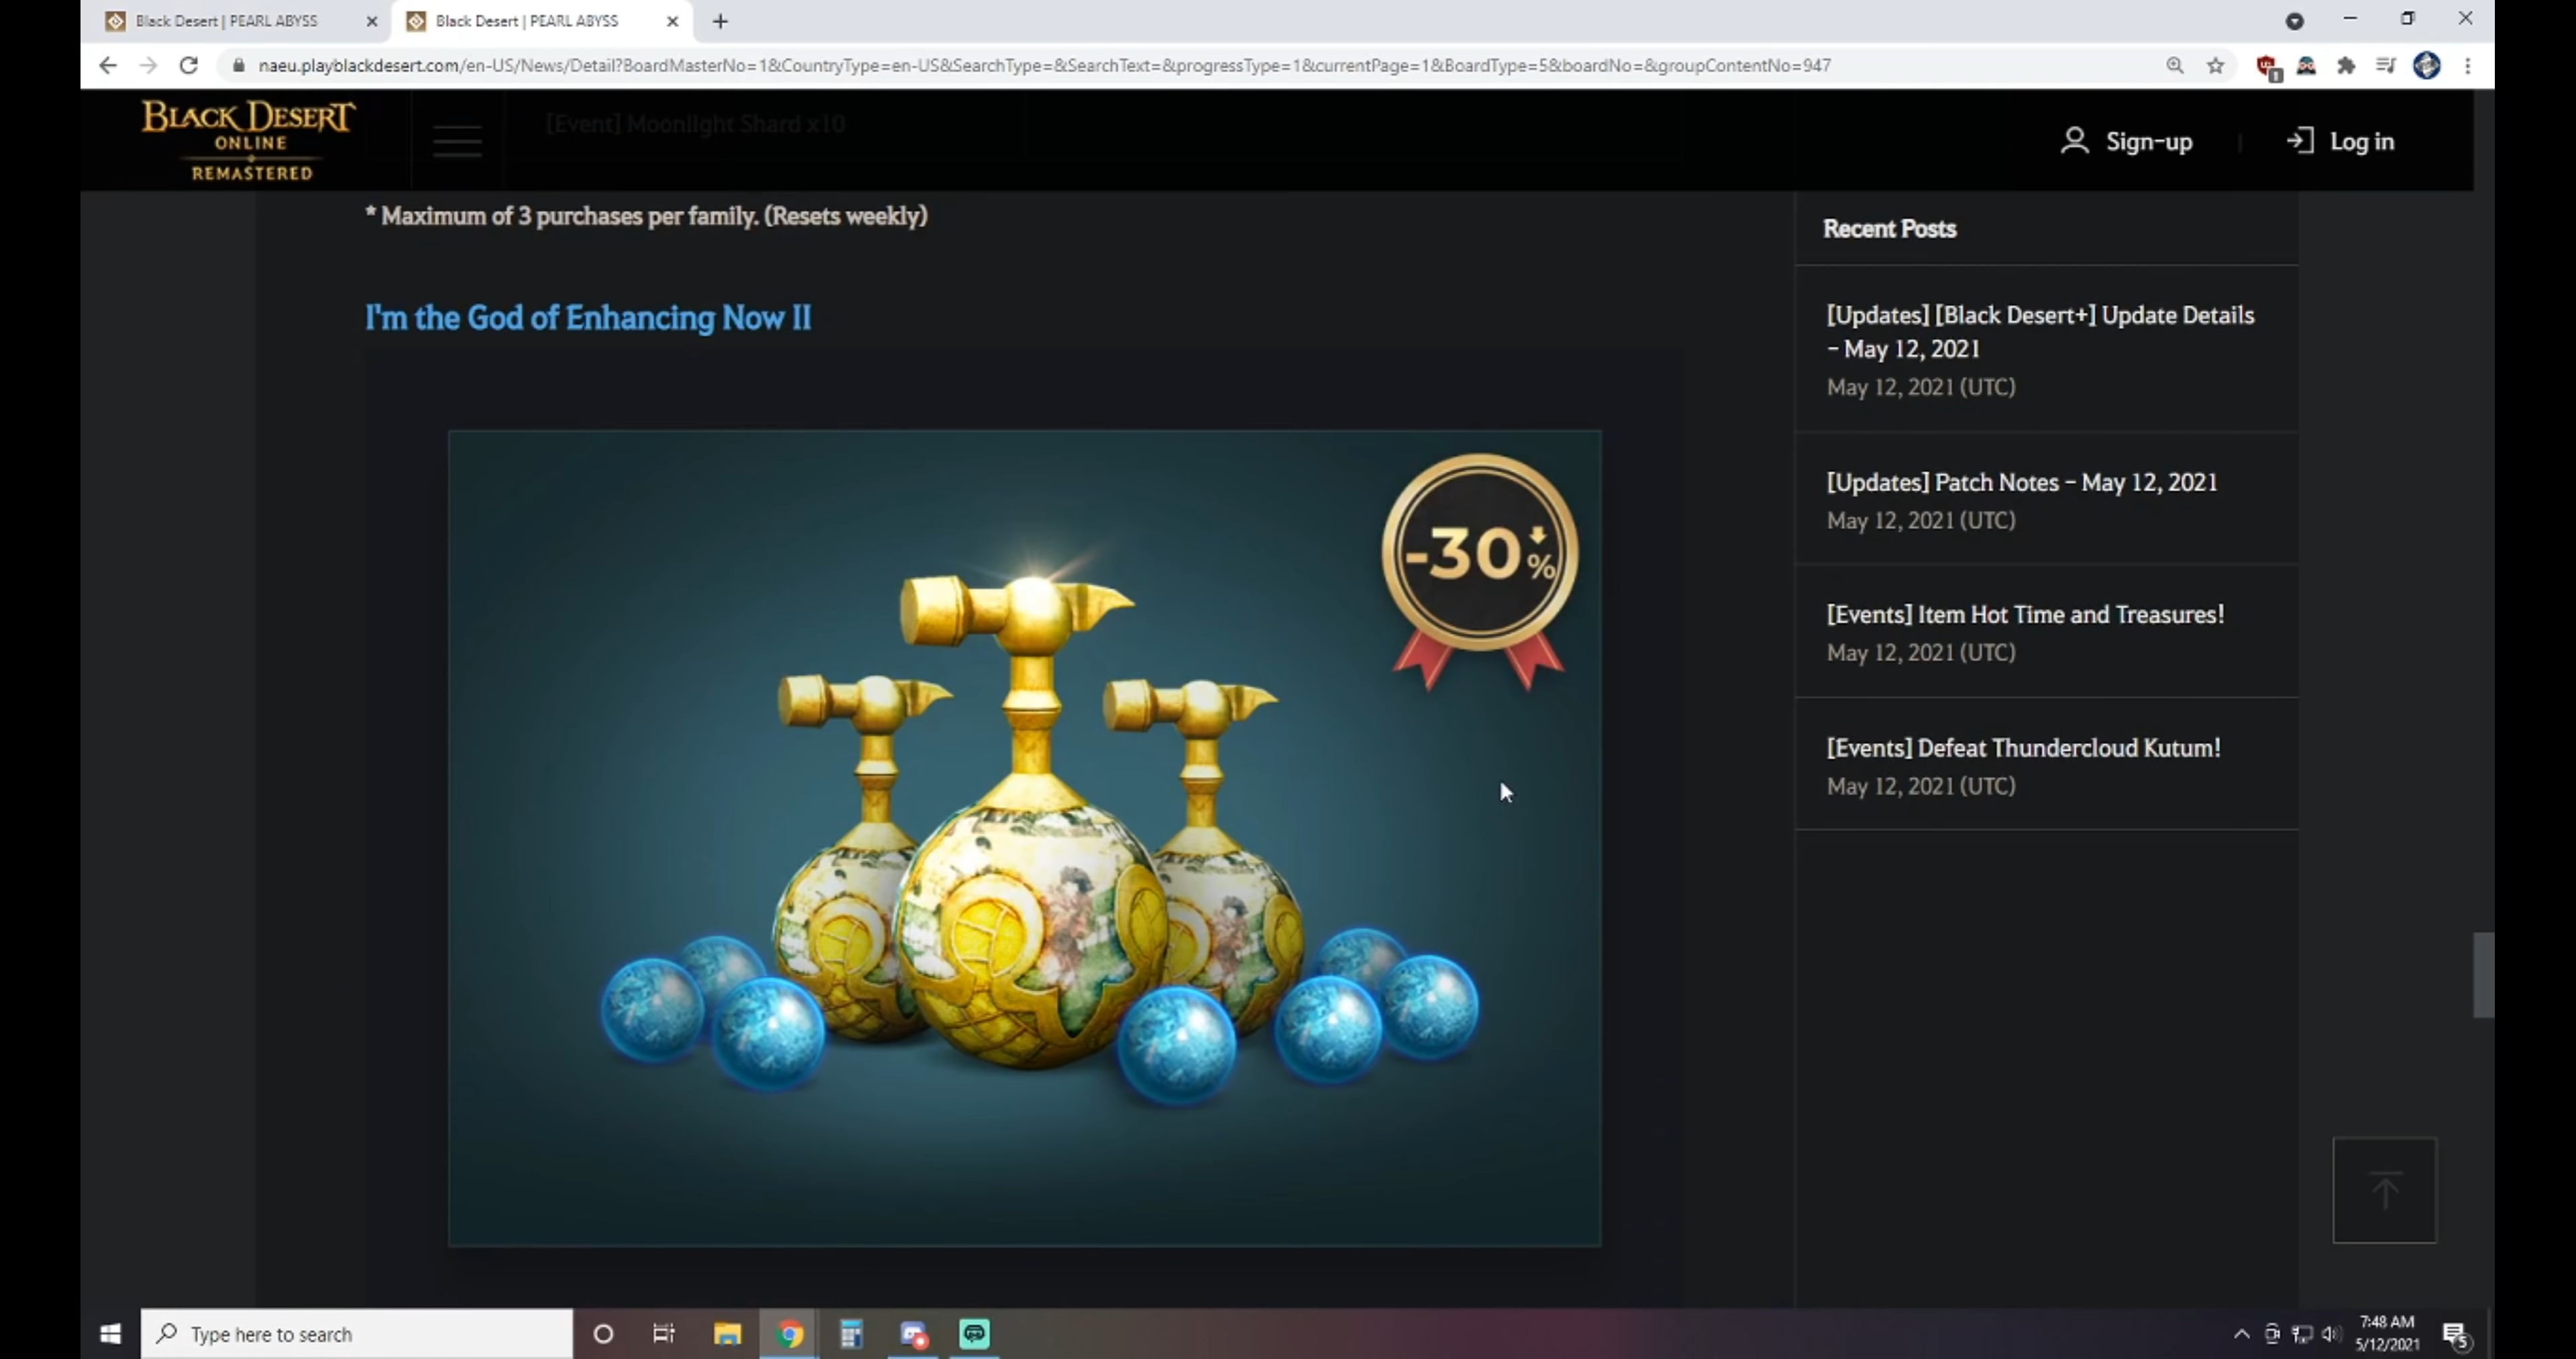 Black Desert | PEARL ABYSS
Black Desert | PEARL ABYSS
naeu.playblackdesert.com/en-US/News/Detail?BoardMasterNo=1&CountryType=en-US&SearchType=&SearchText=&progressType=1&currentPage=1&BoardType=5&boardNo=&groupContentNo=947
1
BLACK DESERT
ONLINE
REMASTERED
[Event] Moonlight Shard x10
Sign-up
Log in
* Maximum of 3 purchases per family. (Resets weekly)
I'm the God of Enhancing Now II
-30%
Recent Posts
[Updates] [Black Desert+] Update Details
– May 12, 2021
May 12, 2021 (UTC)
[Updates] Patch Notes – May 12, 2021
May 12, 2021 (UTC)
[Events] Item Hot Time and Treasures!
May 12, 2021 (UTC)
[Events] Defeat Thundercloud Kutum!
May 12, 2021 (UTC)
Type here to search
7:48 AM
5/12/2021
5